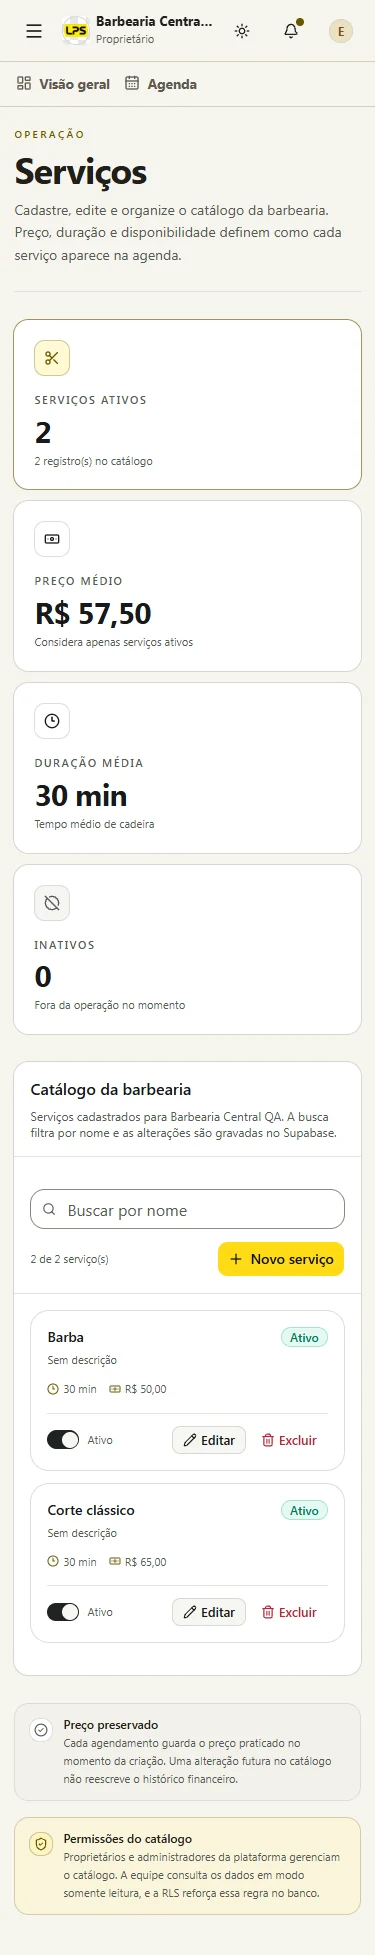 LPS
Barbearia Centra...
Proprietário
E
Visão geral
Agenda
OPERAÇÃO
Serviços
Cadastre, edite e organize o catálogo da barbearia.
Preço, duração e disponibilidade definem como cada
serviço aparece na agenda.
SERVIÇOS ATIVOS
2
2 registro(s) no catálogo
PREÇO MÉDIO
R$ 57,50
Considera apenas serviços ativos
DURAÇÃO MÉDIA
30 min
Tempo médio de cadeira
INATIVOS
0
Fora da operação no momento
Catálogo da barbearia
Serviços cadastrados para Barbearia Central QA. A busca
filtra por nome e as alterações são gravadas no Supabase.
Buscar por nome
2 de 2 serviço(s)
Novo serviço
Barba
Ativo
Sem descrição
30 min
R$ 50,00
Ativo
Editar
Excluir
Corte clássico
Ativo
Sem descrição
30 min
R$ 65,00
Ativo
Editar
Excluir
Preço preservado
Cada agendamento guarda o preço praticado no
momento da criação. Uma alteração futura no catálogo
não reescreve o histórico financeiro.
Permissões do catálogo
Proprietários e administradores da plataforma gerenciam
o catálogo. A equipe consulta os dados em modo
somente leitura, e a RLS reforça essa regra no banco.